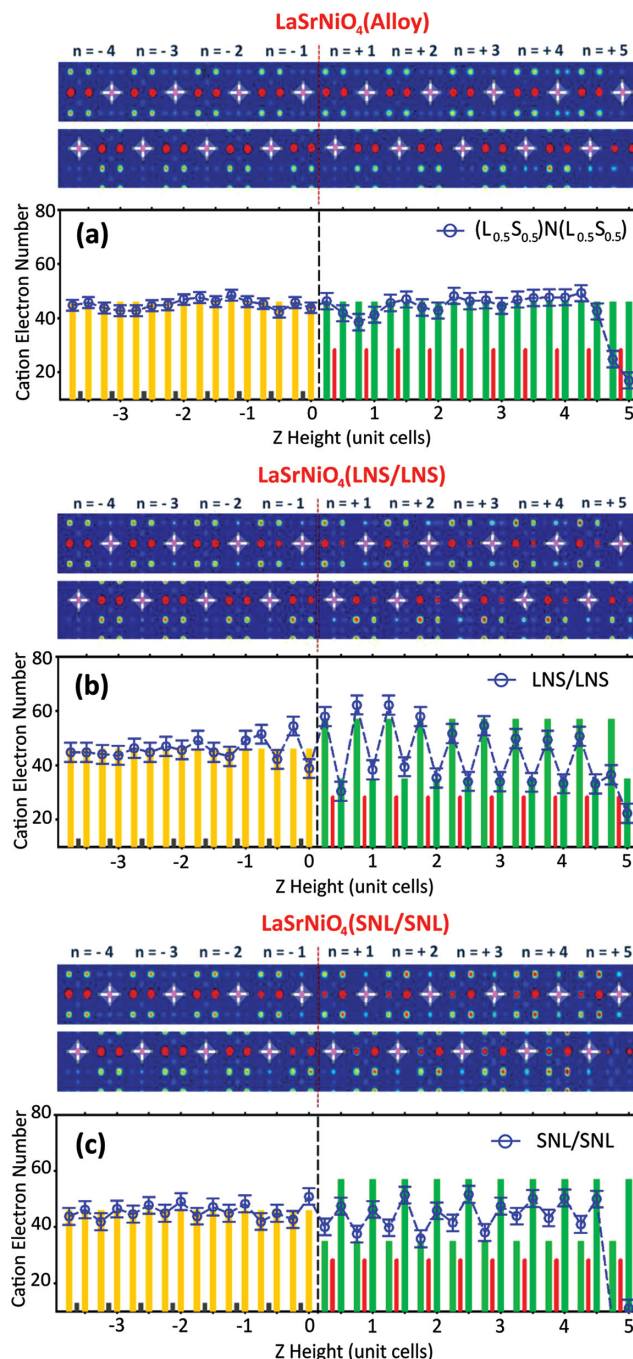 LaSrNiO₄(Alloy)
n = - 4 n = - 3 n = - 2 n = - 1 n = + 1 n = + 2 n = + 3 n = + 4 n = + 5
80
60
40
20
Cation Electron Number
(a)
(L₀.₅S₀.₅)N(L₀.₅S₀.₅)
-3 -2 -1 0 1 2 3 4 5
Z Height (unit cells)
LaSrNiO₄(LNS/LNS)
n = - 4 n = - 3 n = - 2 n = - 1 n = + 1 n = + 2 n = + 3 n = + 4 n = + 5
80
60
40
20
Cation Electron Number
(b)
LNS/LNS
-3 -2 -1 0 1 2 3 4 5
Z Height (unit cells)
LaSrNiO₄(SNL/SNL)
n = - 4 n = - 3 n = - 2 n = - 1 n = + 1 n = + 2 n = + 3 n = + 4 n = + 5
80
60
40
20
Cation Electron Number
(c)
SNL/SNL
-3 -2 -1 0 1 2 3 4 5
Z Height (unit cells)